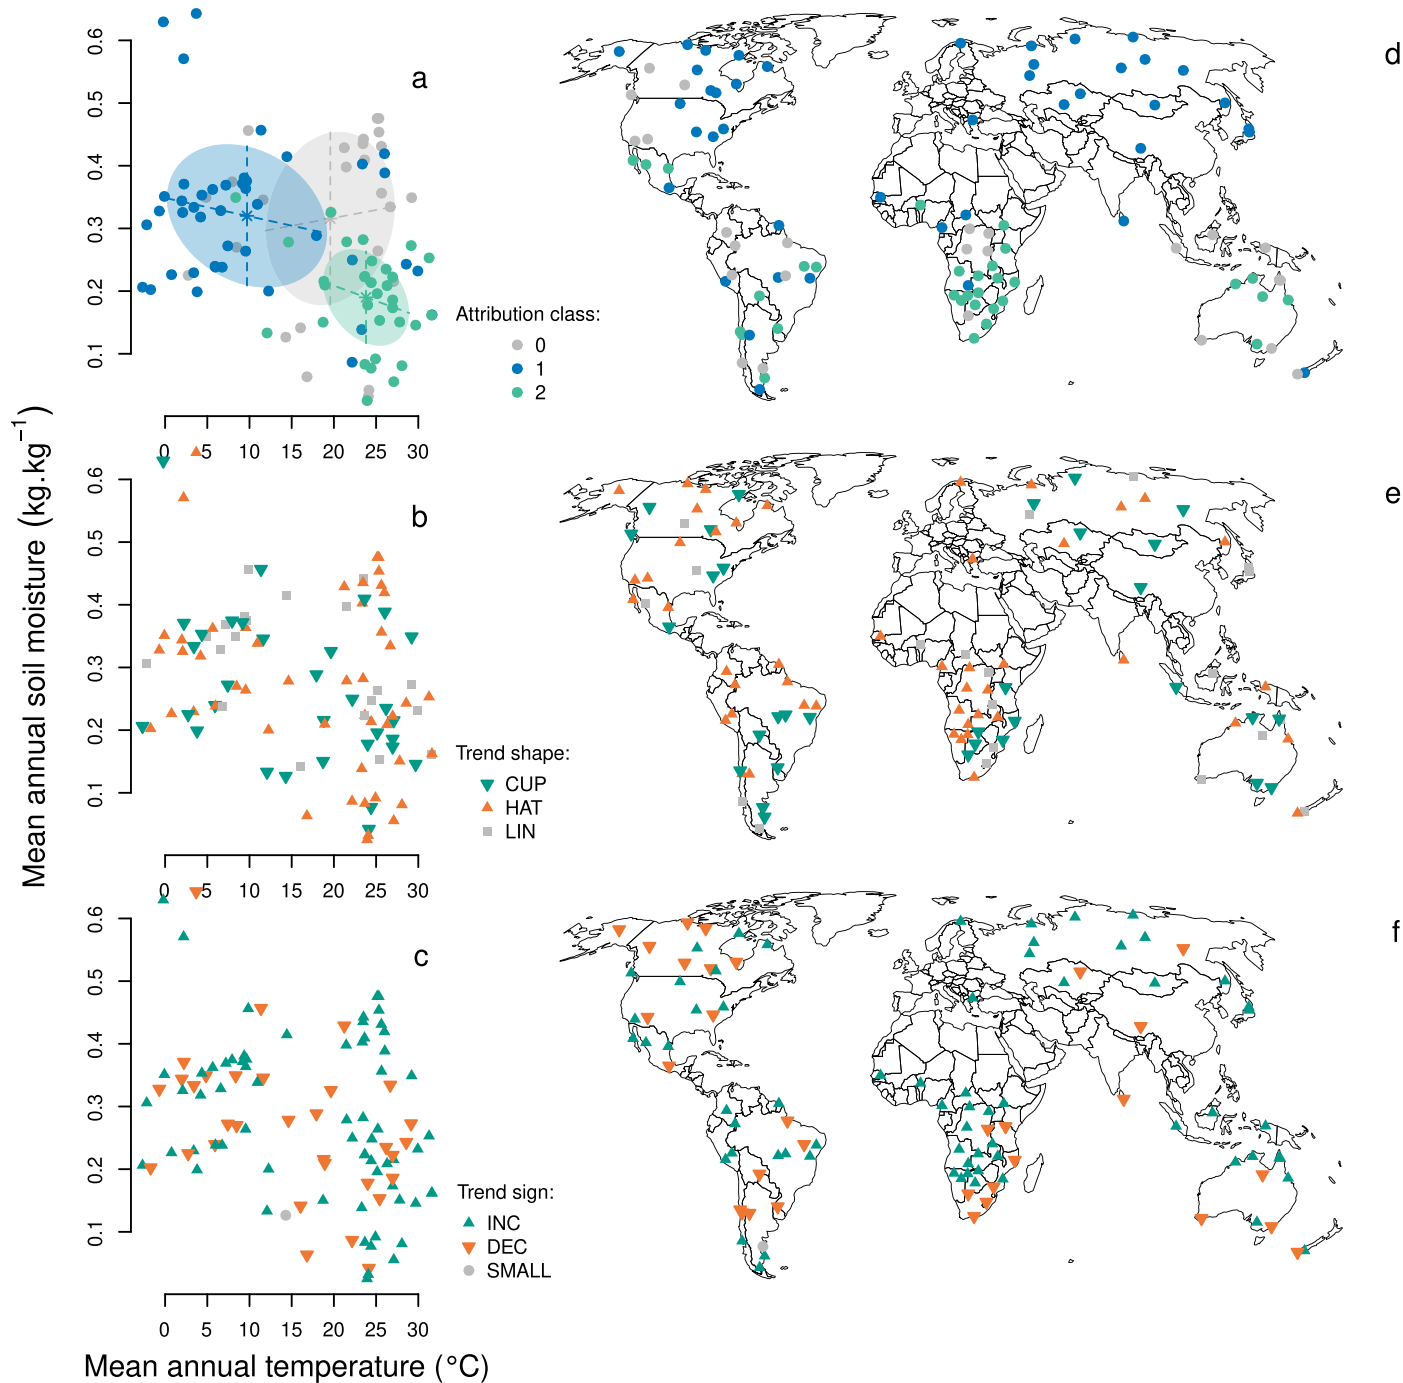 Mean annual soil moisture (kg.kg⁻¹)
0.6
0.5
0.4
0.3
0.2
0.1
a
d
Attribution class:
0
1
2
0 5 10 15 20 25 30
0.6
0.5
0.4
0.3
0.2
0.1
b
e
Trend shape:
CUP
HAT
LIN
0 5 10 15 20 25 30
0.6
0.5
0.4
0.3
0.2
0.1
c
f
Trend sign:
INC
DEC
SMALL
0 5 10 15 20 25 30
Mean annual temperature (°C)